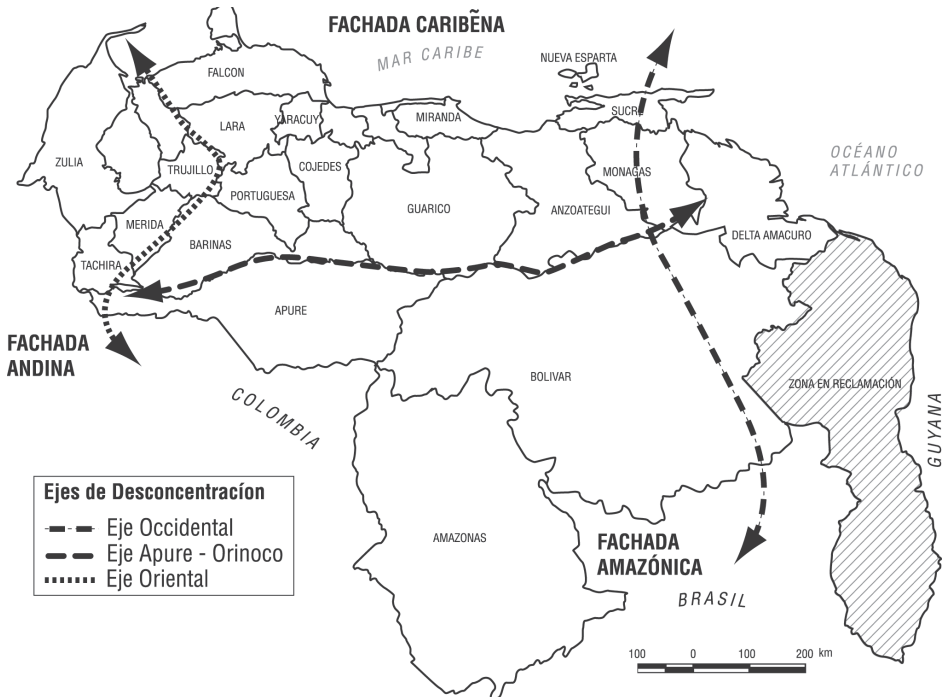 FACHADA CARIBẼNA
MAR CARIBE
NUEVA ESPARTA
FALCON
SUCRE
LARA
YARACUY
MIRANDA
ZULIA
TRUJILLO
COJEDES
MONAGAS
OCÉANO
ATLÁNTICO
PORTUGUESA
GUARICO
ANZOATEGUI
MERIDA
BARINAS
DELTA AMACURO
TACHIRA
APURE
FACHADA
ANDINA
BOLIVAR
ZONA EN RECLAMACIÓN
COLOMBIA
GUYANA
Ejes de Desconcentracíon
Eje Occidental
Eje Apure - Orinoco
Eje Oriental
AMAZONAS
FACHADA
AMAZÓNICA
BRASIL
100 0 100 200 km